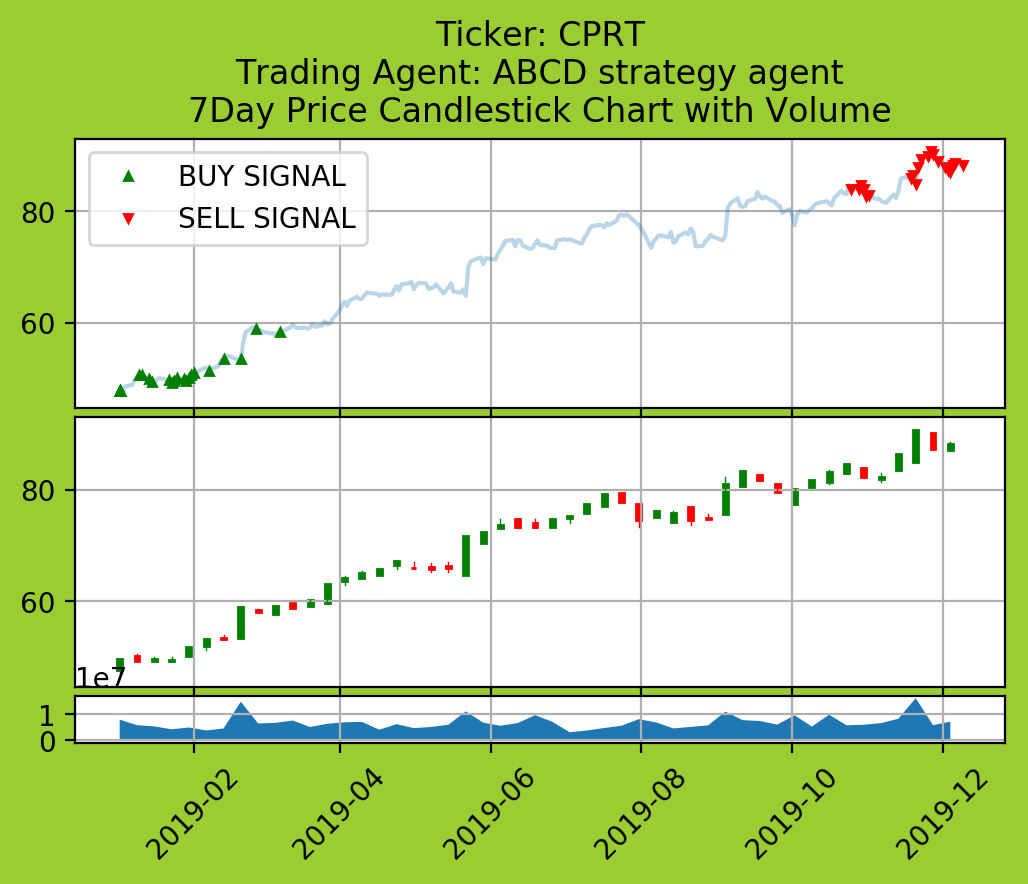 Ticker: CPRT
Trading Agent: ABCD strategy agent
7Day Price Candlestick Chart with Volume
BUY SIGNAL
SELL SIGNAL
80
60
80
60
1e7
1
0
2019-02
2019-04
2019-06
2019-08
2019-10
2019-12